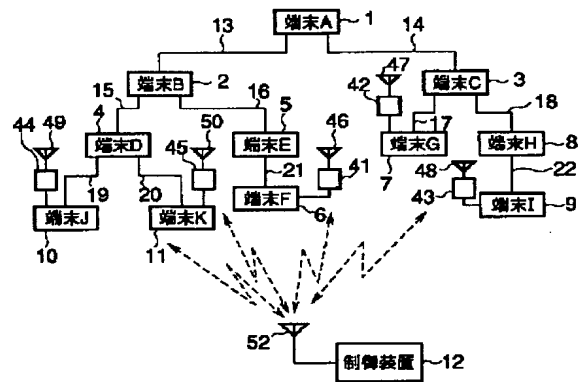 端末A 1
13 14
端末B 2
端末C 3
47
42
15 16
17 18
4 端末D
5 端末E
端末G 7
端末H 8
49 50 46 48
44 45 41 43
19 20 21 22
端末J 10
端末K 11
端末F 6
端末I 9
52
制御装置 12